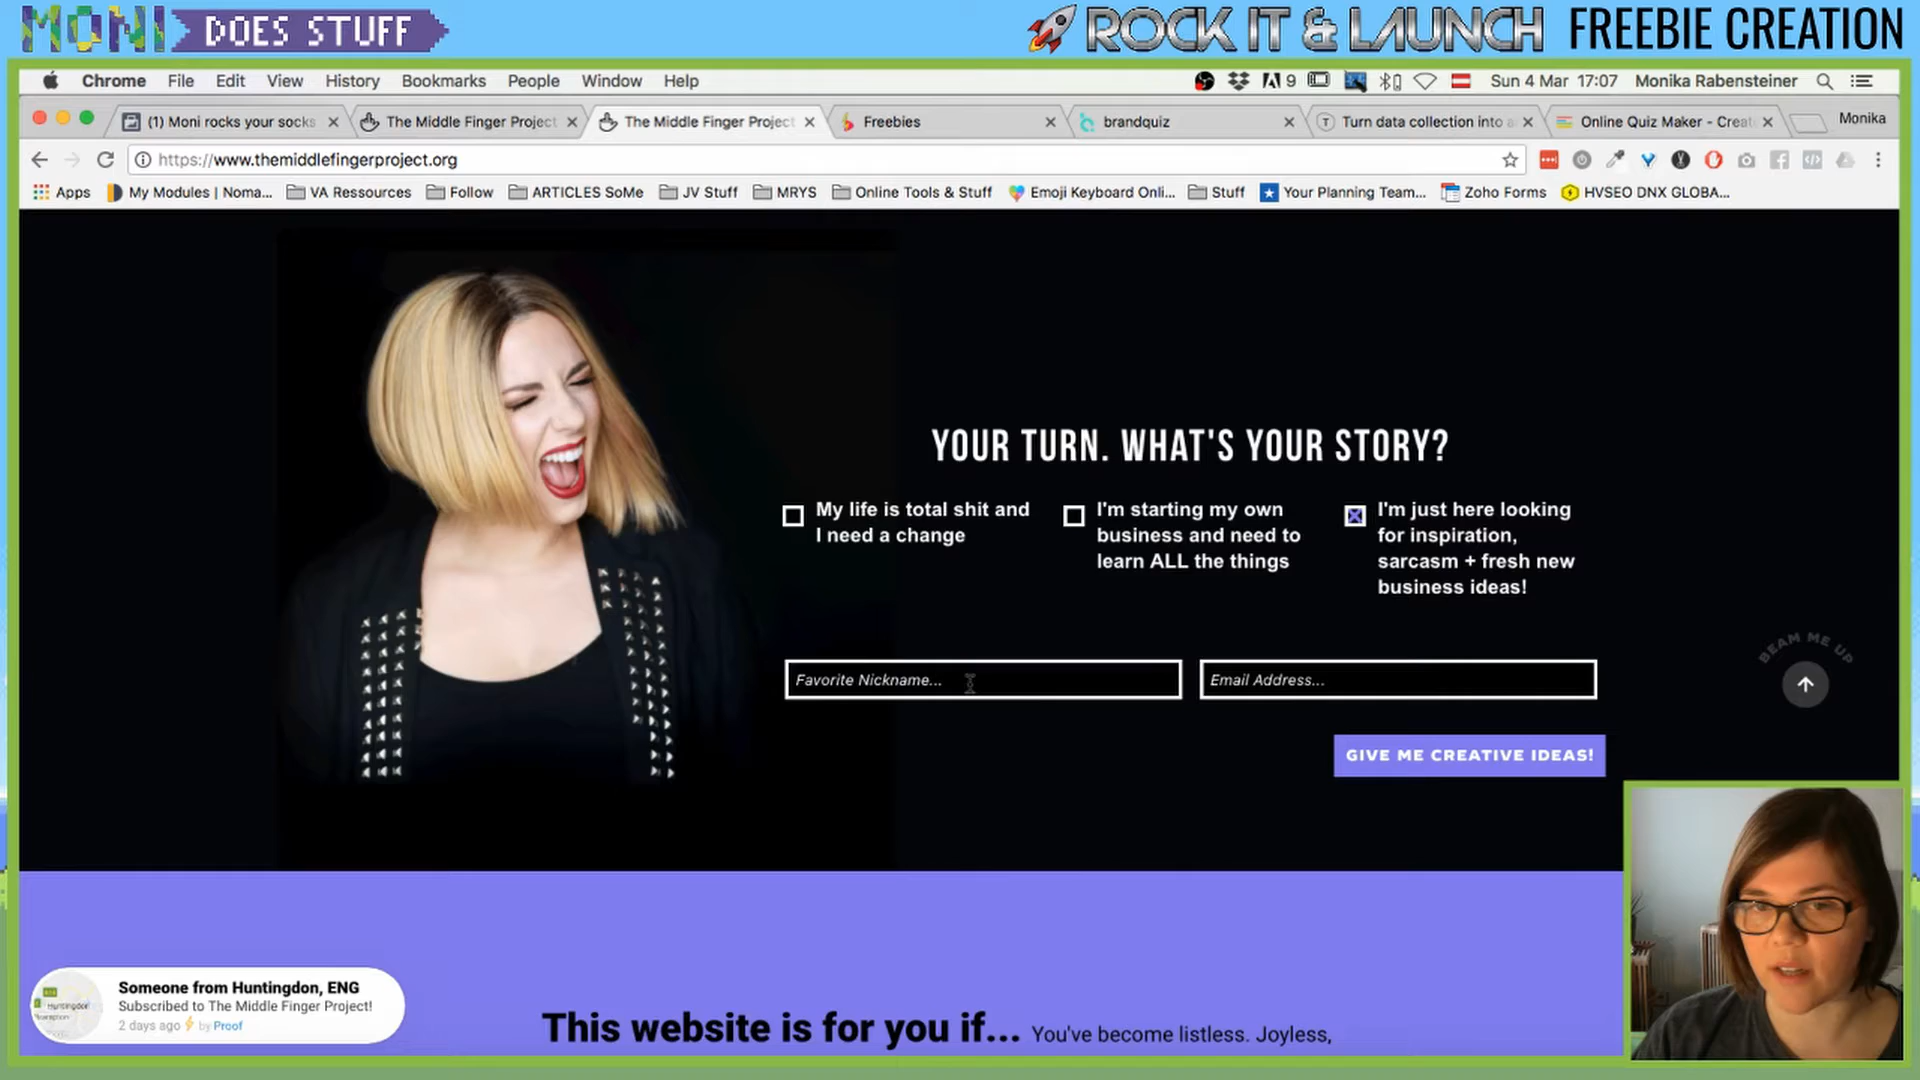 MONI DOES STUFF
ROCK IT & LAUNCH FREEBIE CREATION
Chrome File Edit View History Bookmarks People Window Help
9 Sun 4 Mar 17:07 Monika Rabensteiner
(1) Moni rocks your socks
The Middle Finger Project
The Middle Finger Project
Freebies
brandquiz
Turn data collection into a
Online Quiz Maker - Creat
Monika
https://www.themiddlefingerproject.org
Apps My Modules | Noma... VA Ressources Follow ARTICLES SoMe JV Stuff MRYS Online Tools & Stuff Emoji Keyboard Onli... Stuff Your Planning Team... Zoho Forms HVSEO DNX GLOBA...
YOUR TURN. WHAT'S YOUR STORY?
My life is total shit and
I need a change
I'm starting my own
business and need to
learn ALL the things
I'm just here looking
for inspiration,
sarcasm + fresh new
business ideas!
Favorite Nickname...
Email Address...
BEAM ME UP
GIVE ME CREATIVE IDEAS!
Someone from Huntingdon, ENG
Subscribed to The Middle Finger Project!
2 days ago by Proof
This website is for you if... You've become listless. Joyless,